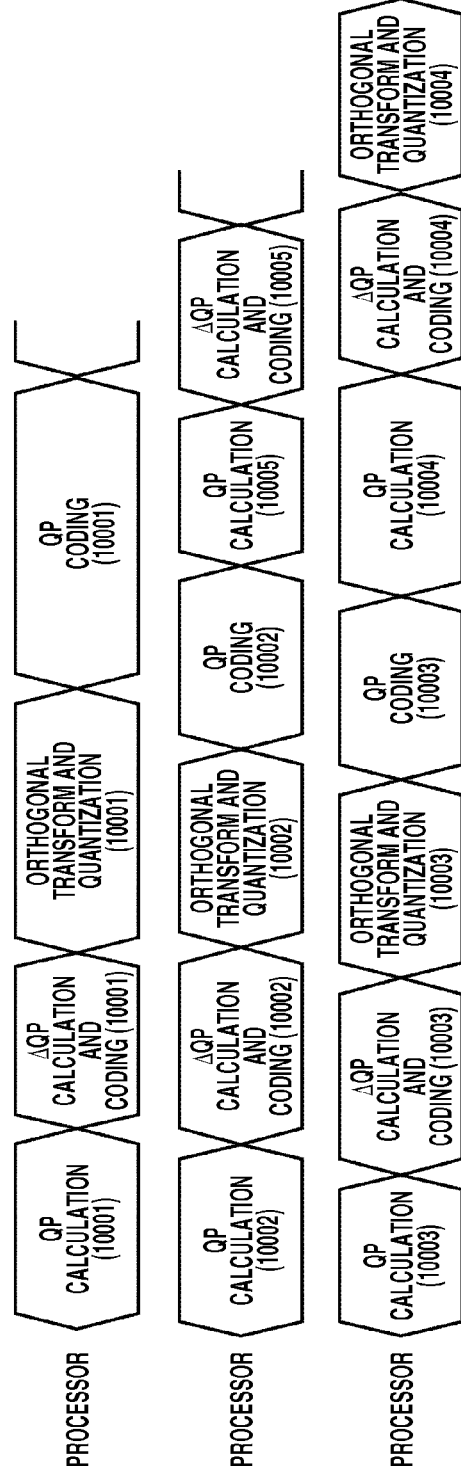 PROCESSOR
QP
CALCULATION
(10001)
ΔQP
CALCULATION
AND
CODING (10001)
ORTHOGONAL
TRANSFORM AND
QUANTIZATION
(10001)
QP
CODING
(10001)
PROCESSOR
QP
CALCULATION
(10002)
ΔQP
CALCULATION
AND
CODING (10002)
ORTHOGONAL
TRANSFORM AND
QUANTIZATION
(10002)
QP
CODING
(10002)
QP
CALCULATION
(10005)
ΔQP
CALCULATION
AND
CODING (10005)
PROCESSOR
QP
CALCULATION
(10003)
ΔQP
CALCULATION
AND
CODING (10003)
ORTHOGONAL
TRANSFORM AND
QUANTIZATION
(10003)
QP
CODING
(10003)
QP
CALCULATION
(10004)
ΔQP
CALCULATION
AND
CODING (10004)
ORTHOGONAL
TRANSFORM AND
QUANTIZATION
(10004)